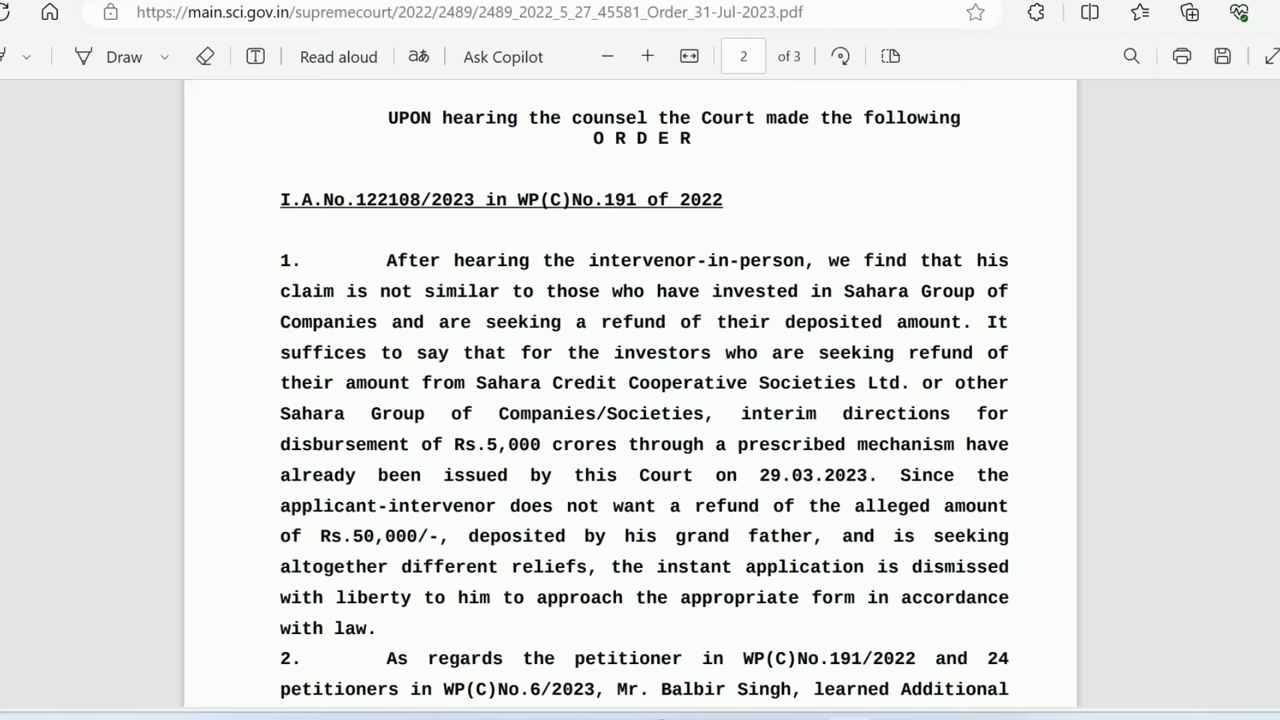 https://main.sci.gov.in/supremecourt/2022/2489/2489_2022_5_27_45581_Order_31-Jul-2023.pdf
Draw Read aloud aあ Ask Copilot 2 of 3
UPON hearing the counsel the Court made the following
O R D E R
I.A.No.122108/2023 in WP(C)No.191 of 2022
1. After hearing the intervenor-in-person, we find that his
claim is not similar to those who have invested in Sahara Group of
Companies and are seeking a refund of their deposited amount. It
suffices to say that for the investors who are seeking refund of
their amount from Sahara Credit Cooperative Societies Ltd. or other
Sahara Group of Companies/Societies, interim directions for
disbursement of Rs.5,000 crores through a prescribed mechanism have
already been issued by this Court on 29.03.2023. Since the
applicant-intervenor does not want a refund of the alleged amount
of Rs.50,000/-, deposited by his grand father, and is seeking
altogether different reliefs, the instant application is dismissed
with liberty to him to approach the appropriate form in accordance
with law.
2. As regards the petitioner in WP(C)No.191/2022 and 24
petitioners in WP(C)No.6/2023, Mr. Balbir Singh, learned Additional